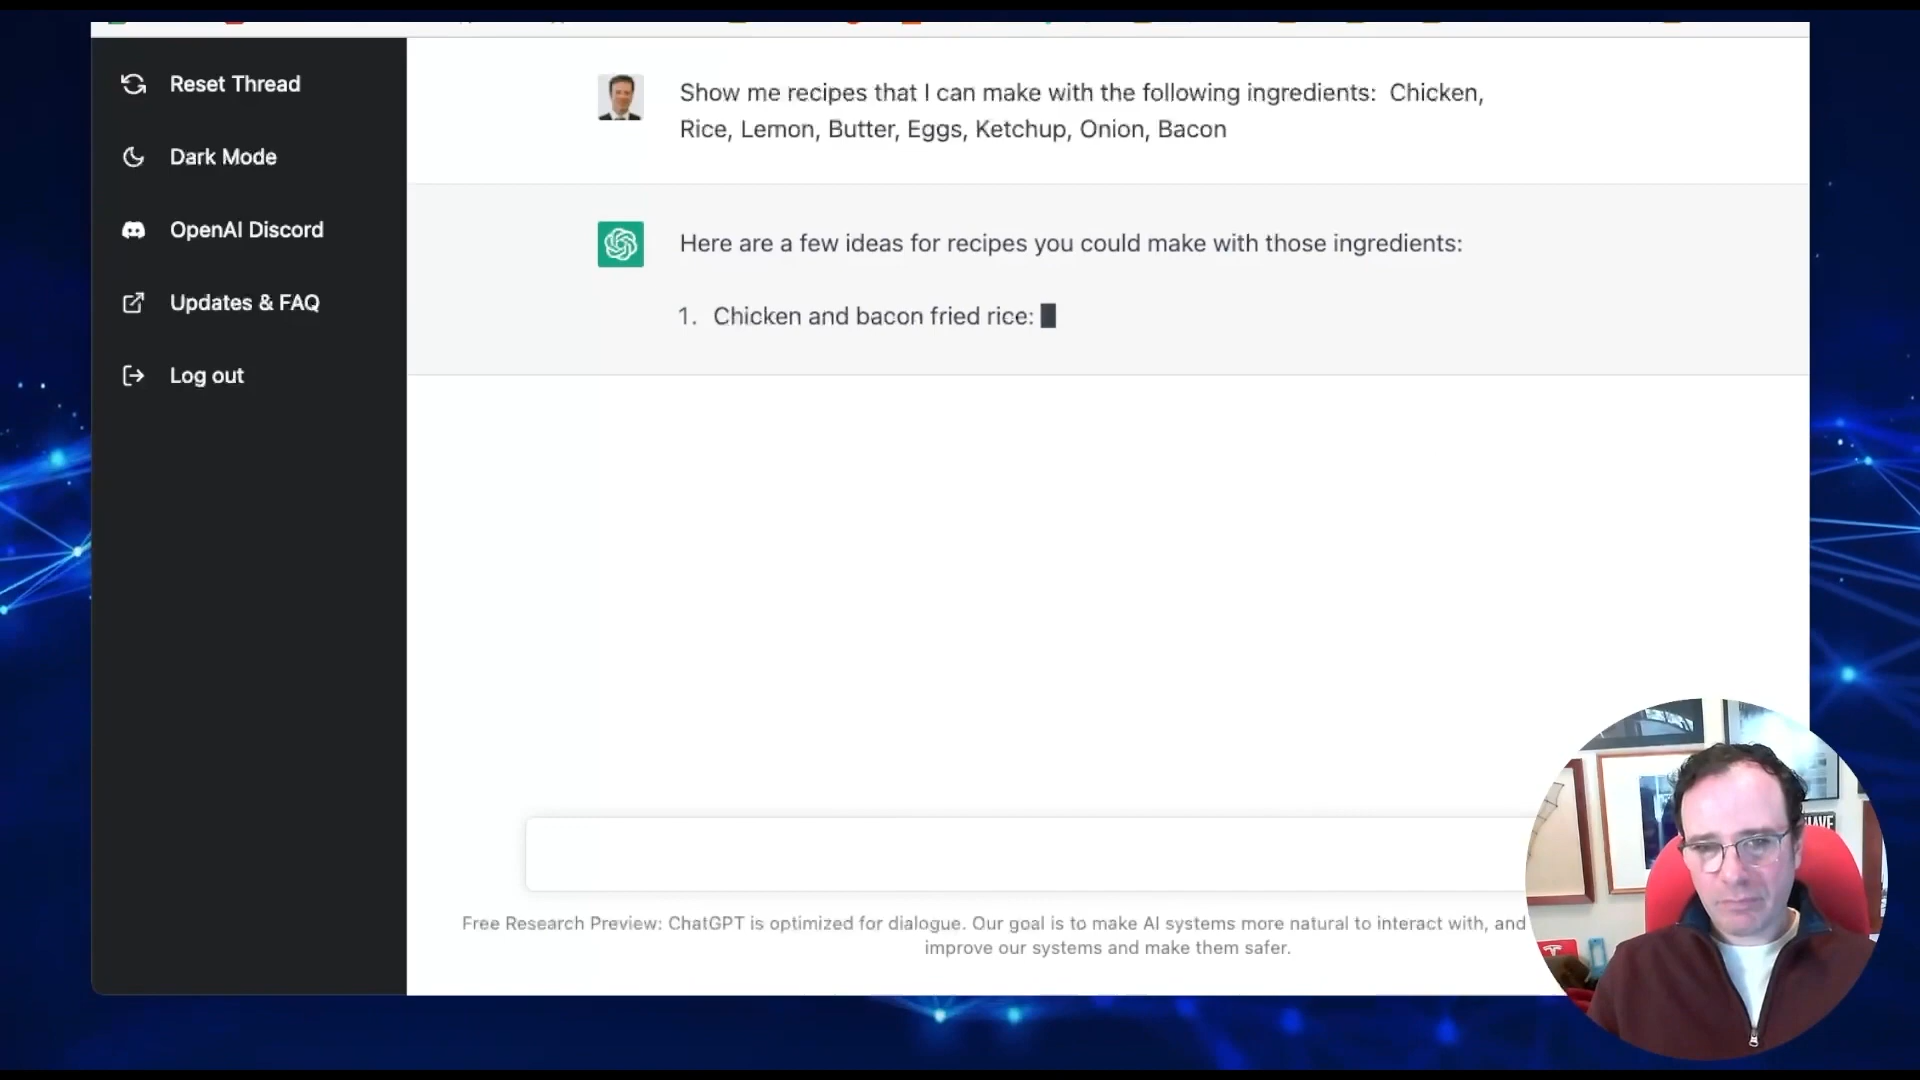 Reset Thread
Dark Mode
OpenAI Discord
Updates & FAQ
Log out
Show me recipes that I can make with the following ingredients:  Chicken,
Rice, Lemon, Butter, Eggs, Ketchup, Onion, Bacon
Here are a few ideas for recipes you could make with those ingredients:
1. Chicken and bacon fried rice:
Free Research Preview: ChatGPT is optimized for dialogue. Our goal is to make AI systems more natural to interact with, and
improve our systems and make them safer.